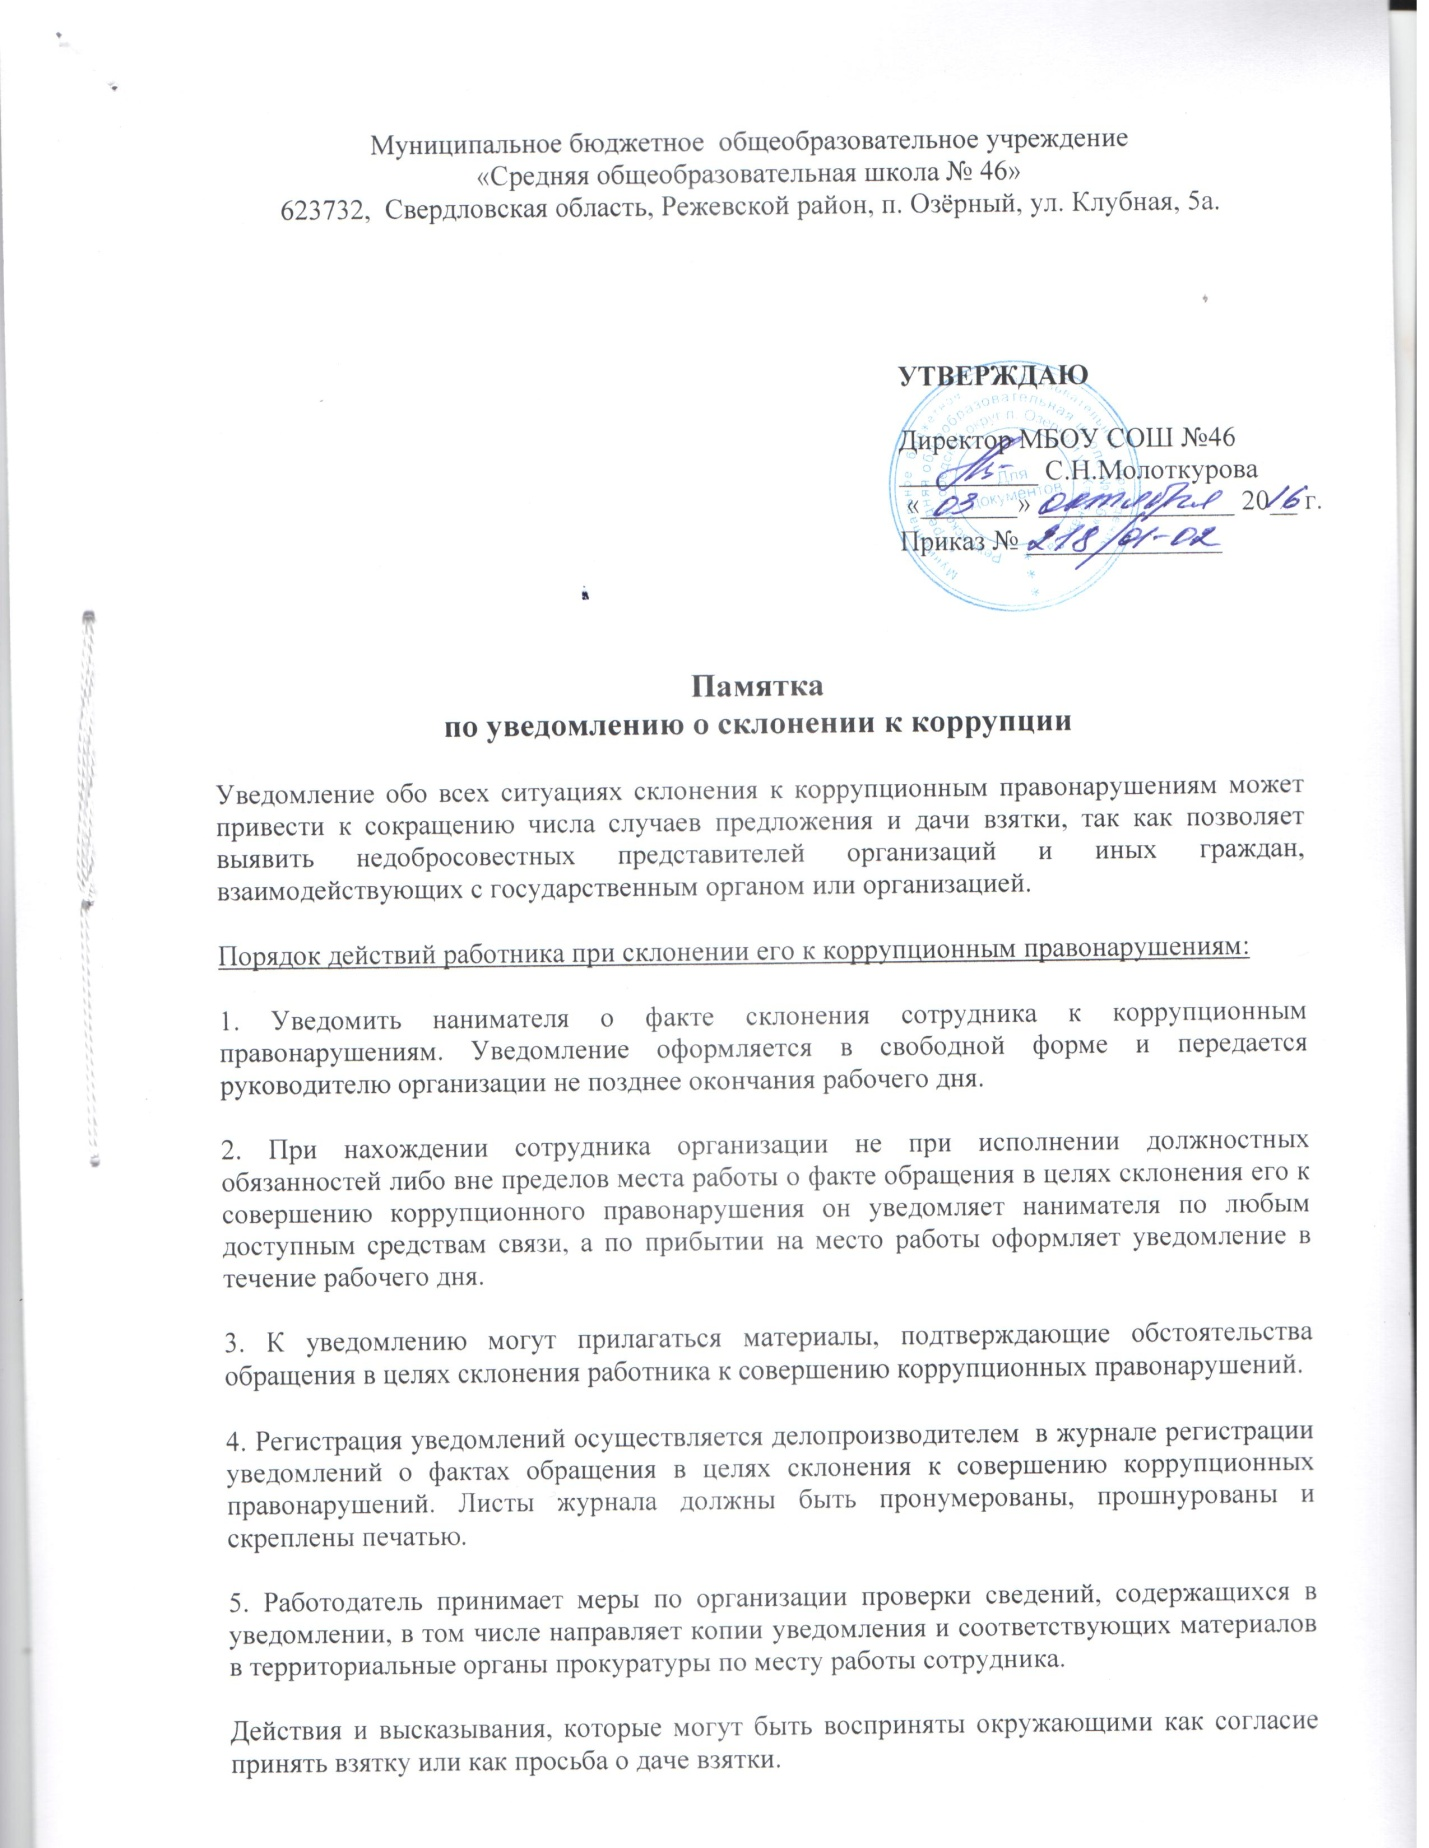 Муниципальное бюджетное  общеобразовательное учреждение
«Средняя общеобразовательная школа № 46»
623732,  Свердловская область, Режевской район, п. Озёрный, ул. Клубная, 5а.
УТВЕРЖДАЮ
Директор МБОУ СОШ №46
____________ С.Н.Молоткурова
«__03__» __октября__ 2016 г.
Приказ № 218/01-02
Для
документов
Памятка
по уведомлению о склонении к коррупции
Уведомление обо всех ситуациях склонения к коррупционным правонарушениям может
привести к сокращению числа случаев предложения и дачи взятки, так как позволяет
выявить недобросовестных представителей организаций и иных граждан,
взаимодействующих с государственным органом или организацией.
Порядок действий работника при склонении его к коррупционным правонарушениям:
1. Уведомить нанимателя о факте склонения сотрудника к коррупционным
правонарушениям. Уведомление оформляется в свободной форме и передается
руководителю организации не позднее окончания рабочего дня.
2. При нахождении сотрудника организации не при исполнении должностных
обязанностей либо вне пределов места работы о факте обращения в целях склонения его к
совершению коррупционного правонарушения он уведомляет нанимателя по любым
доступным средствам связи, а по прибытии на место работы оформляет уведомление в
течение рабочего дня.
3. К уведомлению могут прилагаться материалы, подтверждающие обстоятельства
обращения в целях склонения работника к совершению коррупционных правонарушений.
4. Регистрация уведомлений осуществляется делопроизводителем  в журнале регистрации
уведомлений о фактах обращения в целях склонения к совершению коррупционных
правонарушений. Листы журнала должны быть пронумерованы, прошнурованы и
скреплены печатью.
5. Работодатель принимает меры по организации проверки сведений, содержащихся в
уведомлении, в том числе направляет копии уведомления и соответствующих материалов
в территориальные органы прокуратуры по месту работы сотрудника.
Действия и высказывания, которые могут быть восприняты окружающими как согласие
принять взятку или как просьба о даче взятки.